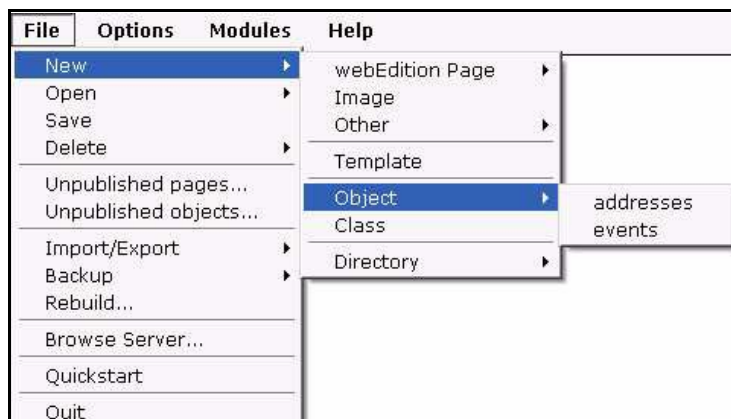 File Options Modules Help
New
Open
Save
Delete
Unpublished pages...
Unpublished objects...
Import/Export
Backup
Rebuild...
Browse Server...
Quickstart
Quit
webEdition Page
Image
Other
Template
Object
Class
Directory
addresses
events